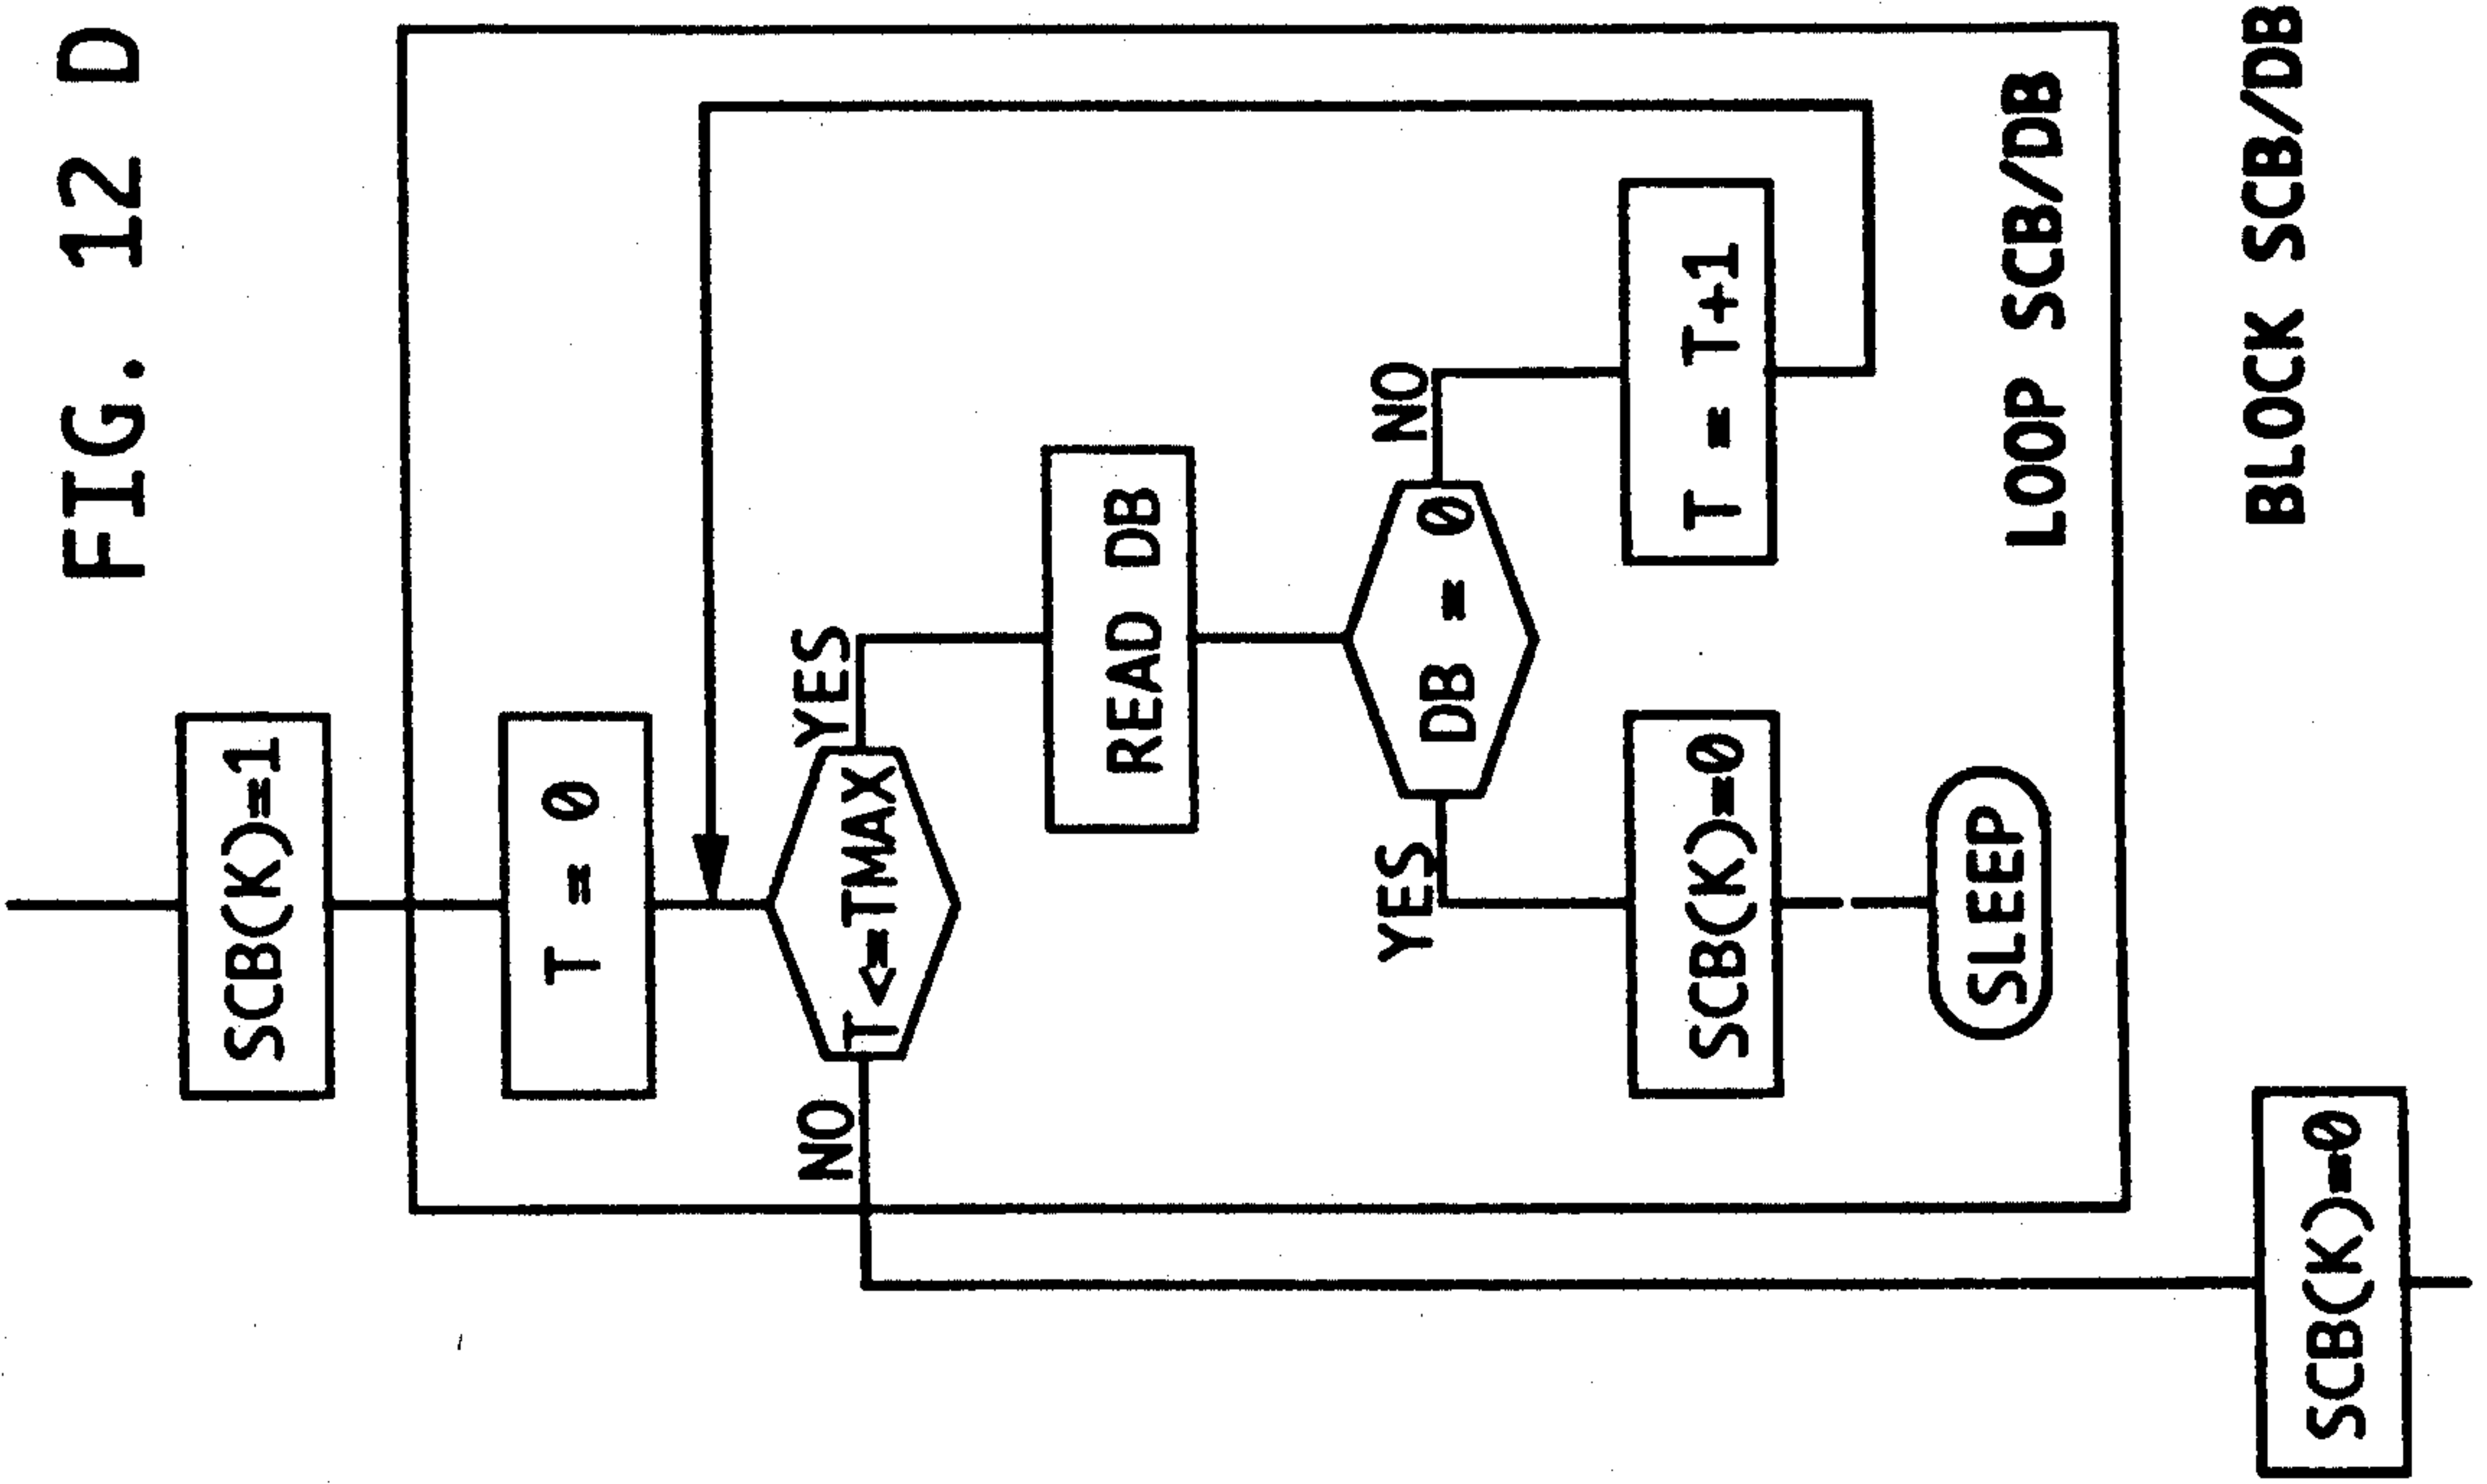 FIG. 12 D
SCB(K)=1
T = 0
T <=TMAX
NO
YES
READ DB
DB = 0
YES
NO
SCB(K)=0
T = T+1
SLEEP
LOOP SCB/DB
BLOCK SCB/DB
SCB(K)=0